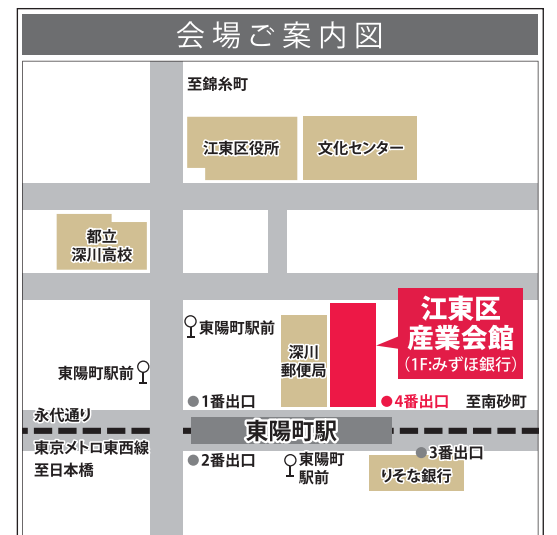 会場ご案内図
至錦糸町
江東区役所
文化センター
都立
深川高校
江東区
産業会館
(1F:みずほ銀行)
東陽町駅前
深川
郵便局
東陽町駅前
1番出口
4番出口
至南砂町
永代通り
東陽町駅
東京メトロ東西線
至日本橋
2番出口
東陽町
駅前
3番出口
りそな銀行